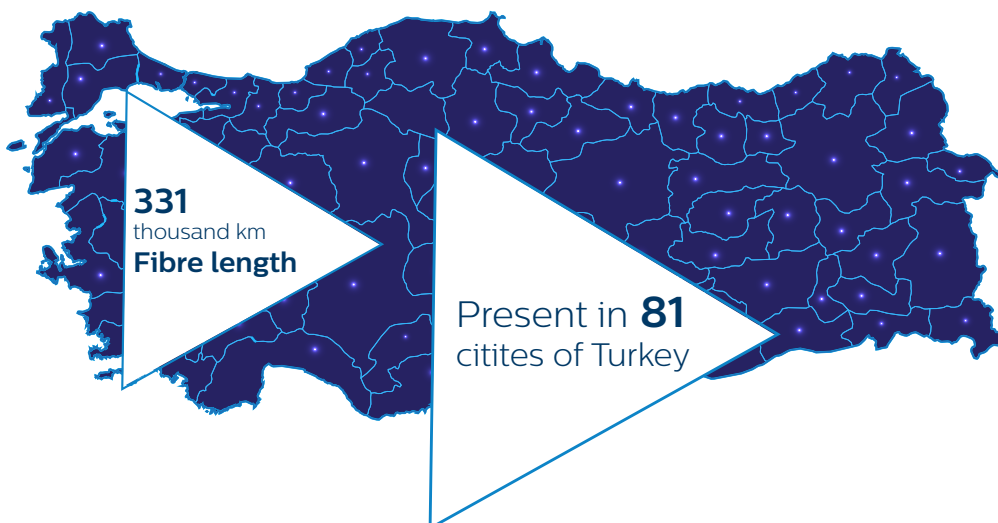 331
thousand km
Fibre length
Present in 81
citites of Turkey